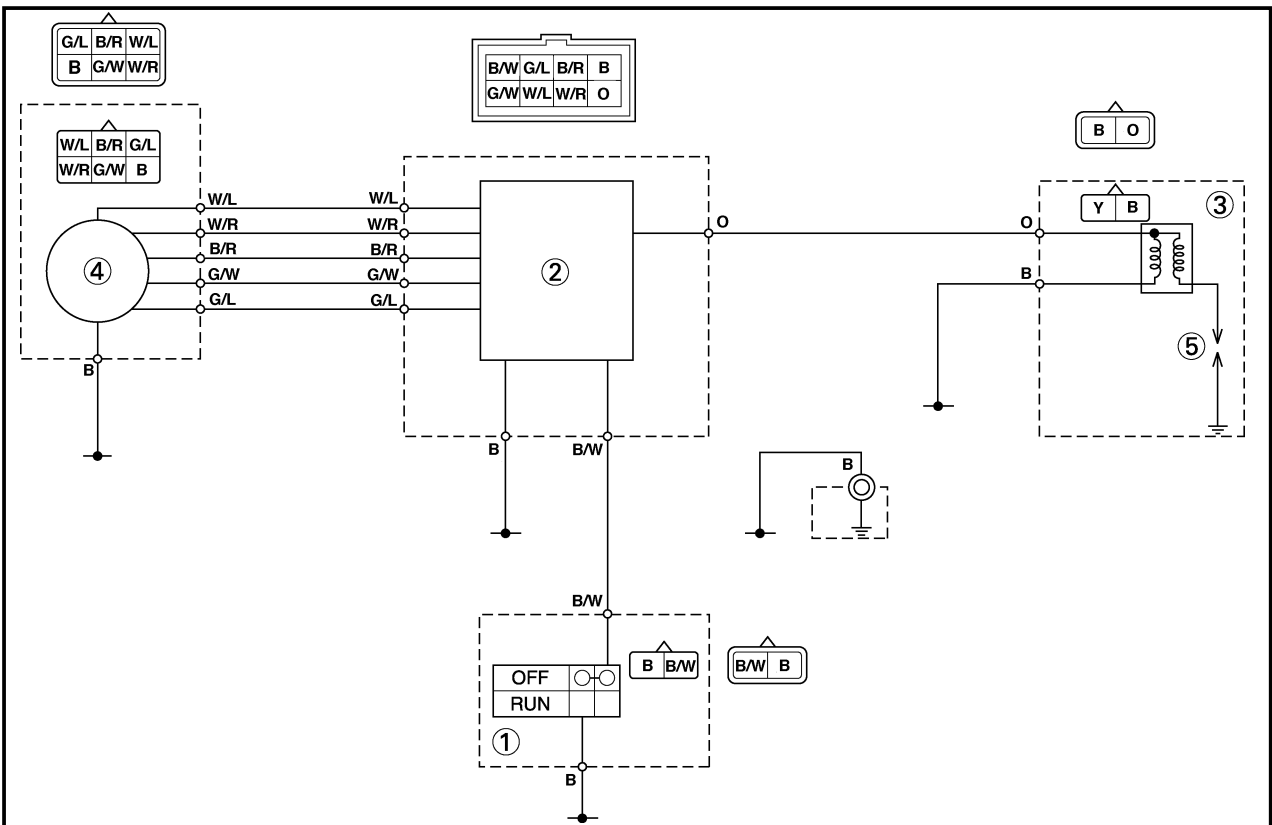 G/L B/R W/L
B G/W W/R
B/W G/L B/R B
G/W W/L W/R O
B O
W/L B/R G/L
W/R G/W B
Y B
③
W/L W/L
W/R W/R
B/R B/R
G/W G/W
G/L G/L
④
②
O O
B
⑤
B
B B/W
B
B/W
OFF
RUN
B B/W
B/W B
①
B